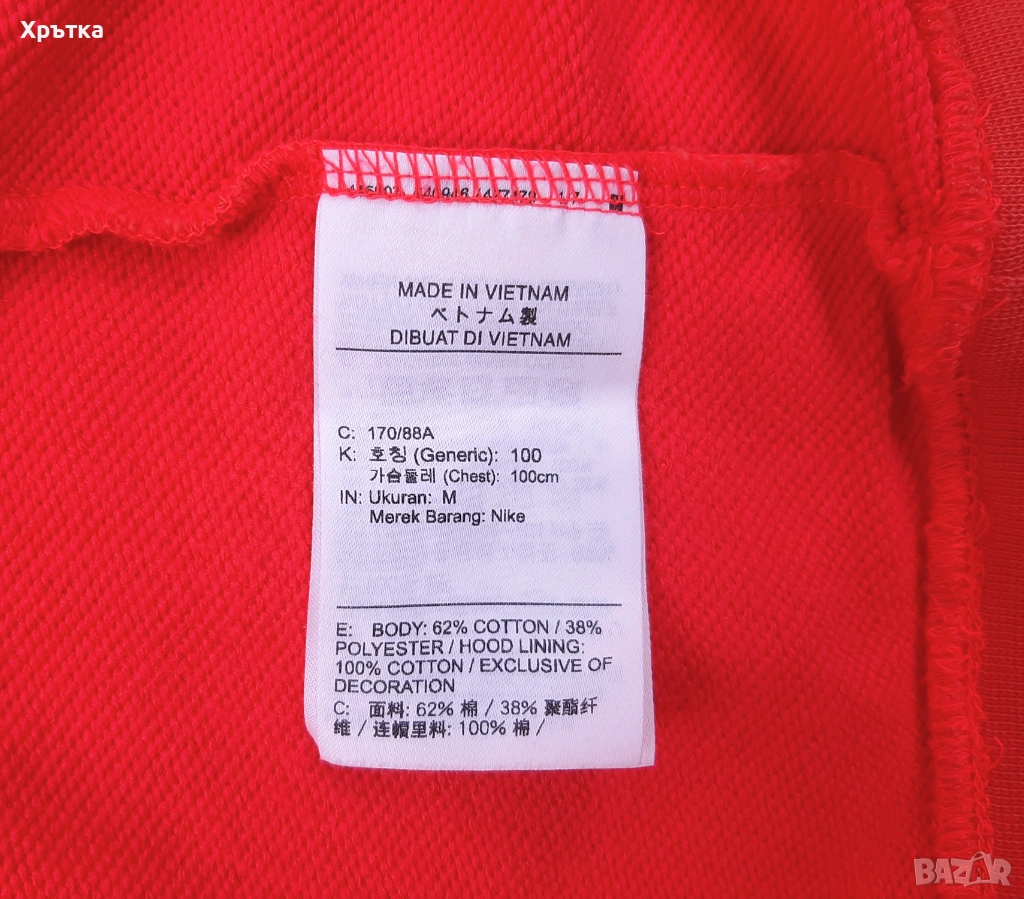 Хрътка
MADE IN VIETNAM
ベトナム製
DIBUAT DI VIETNAM
C: 170/88A
K: 호칭 (Generic): 100
가슴둘레 (Chest): 100cm
IN: Ukuran: M
Merek Barang: Nike
E: BODY: 62% COTTON / 38%
POLYESTER / HOOD LINING:
100% COTTON / EXCLUSIVE OF
DECORATION
C: 面料: 62% 棉 / 38% 聚酯纤
维 / 连帽里料: 100% 棉 /
BAZAR